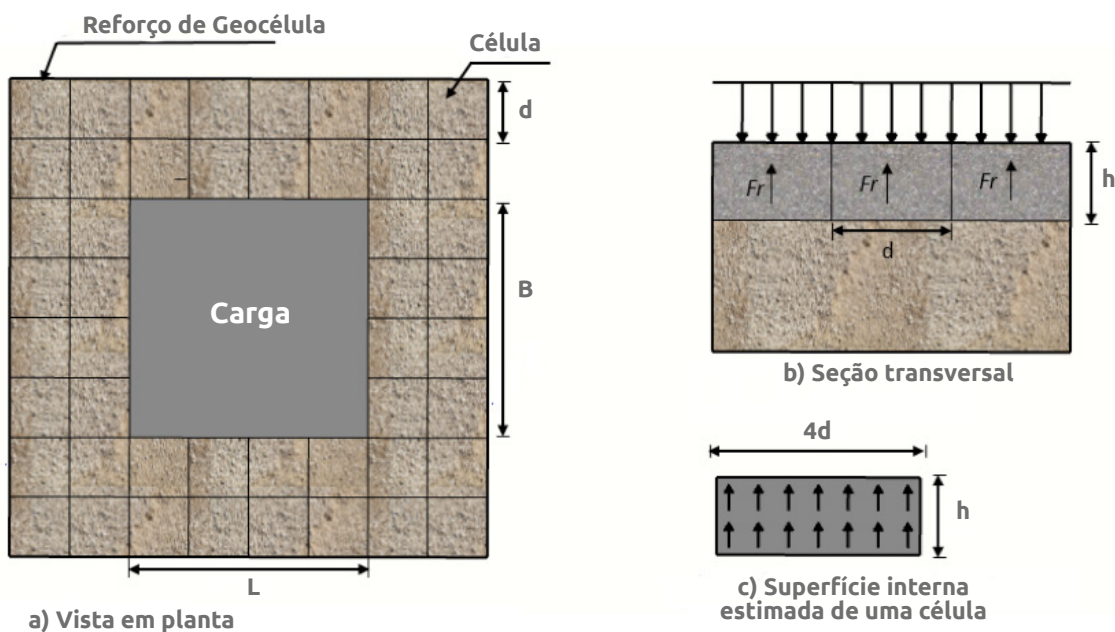 Reforço de Geocélula
Célula
d
B
Carga
L
a) Vista em planta
Fr
Fr
Fr
h
d
b) Seção transversal
4d
h
c) Superfície interna
estimada de uma célula